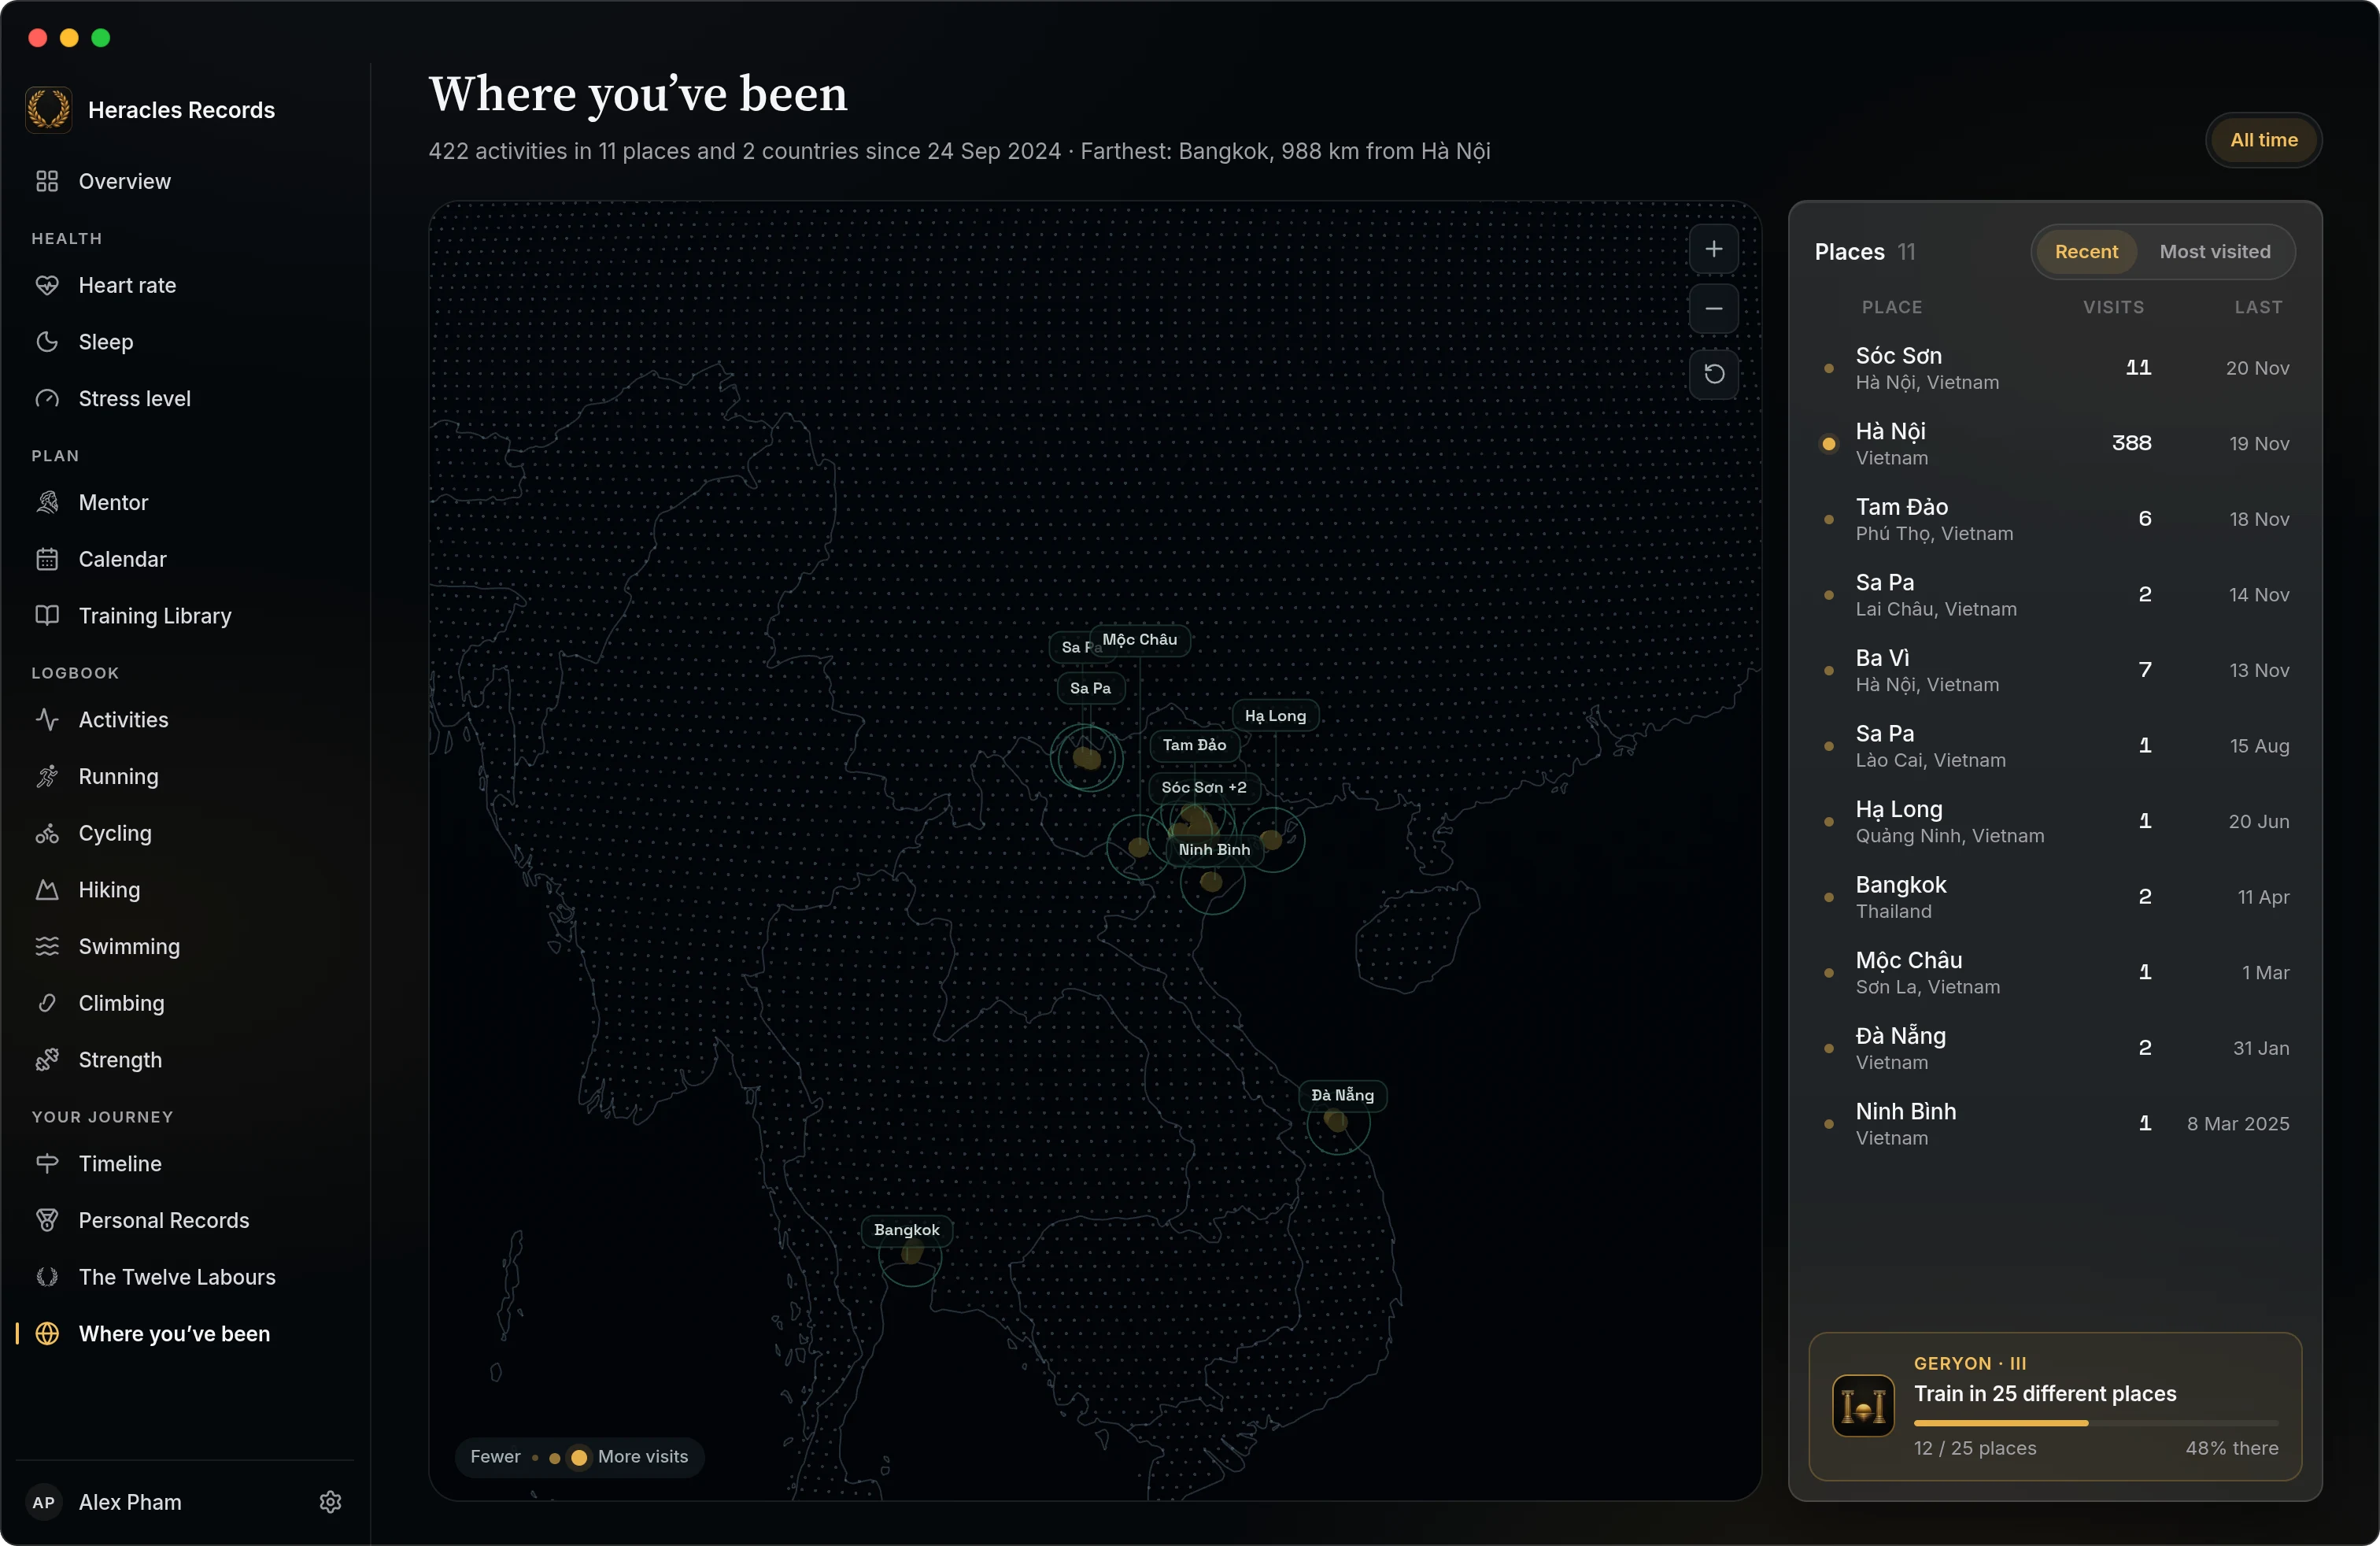 Heracles Records
Overview
HEALTH
Heart rate
Sleep
Stress level
PLAN
Mentor
Calendar
Training Library
LOGBOOK
Activities
Running
Cycling
Hiking
Swimming
Climbing
Strength
YOUR JOURNEY
Timeline
Personal Records
The Twelve Labours
Where you’ve been
AP Alex Pham
Where you’ve been
422 activities in 11 places and 2 countries since 24 Sep 2024 · Farthest: Bangkok, 988 km from Hà Nội
All time
Sa Pa
Mộc Châu
Sa Pa
Hạ Long
Tam Đảo
Sóc Sơn +2
Ninh Bình
Đà Nẵng
Bangkok
Fewer More visits
Places 11
Recent Most visited
PLACE VISITS LAST
Sóc Sơn 11 20 Nov
Hà Nội, Vietnam
Hà Nội 388 19 Nov
Vietnam
Tam Đảo 6 18 Nov
Phú Thọ, Vietnam
Sa Pa 2 14 Nov
Lai Châu, Vietnam
Ba Vì 7 13 Nov
Hà Nội, Vietnam
Sa Pa 1 15 Aug
Lào Cai, Vietnam
Hạ Long 1 20 Jun
Quảng Ninh, Vietnam
Bangkok 2 11 Apr
Thailand
Mộc Châu 1 1 Mar
Sơn La, Vietnam
Đà Nẵng 2 31 Jan
Vietnam
Ninh Bình 1 8 Mar 2025
Vietnam
GERYON · III
Train in 25 different places
12 / 25 places 48% there